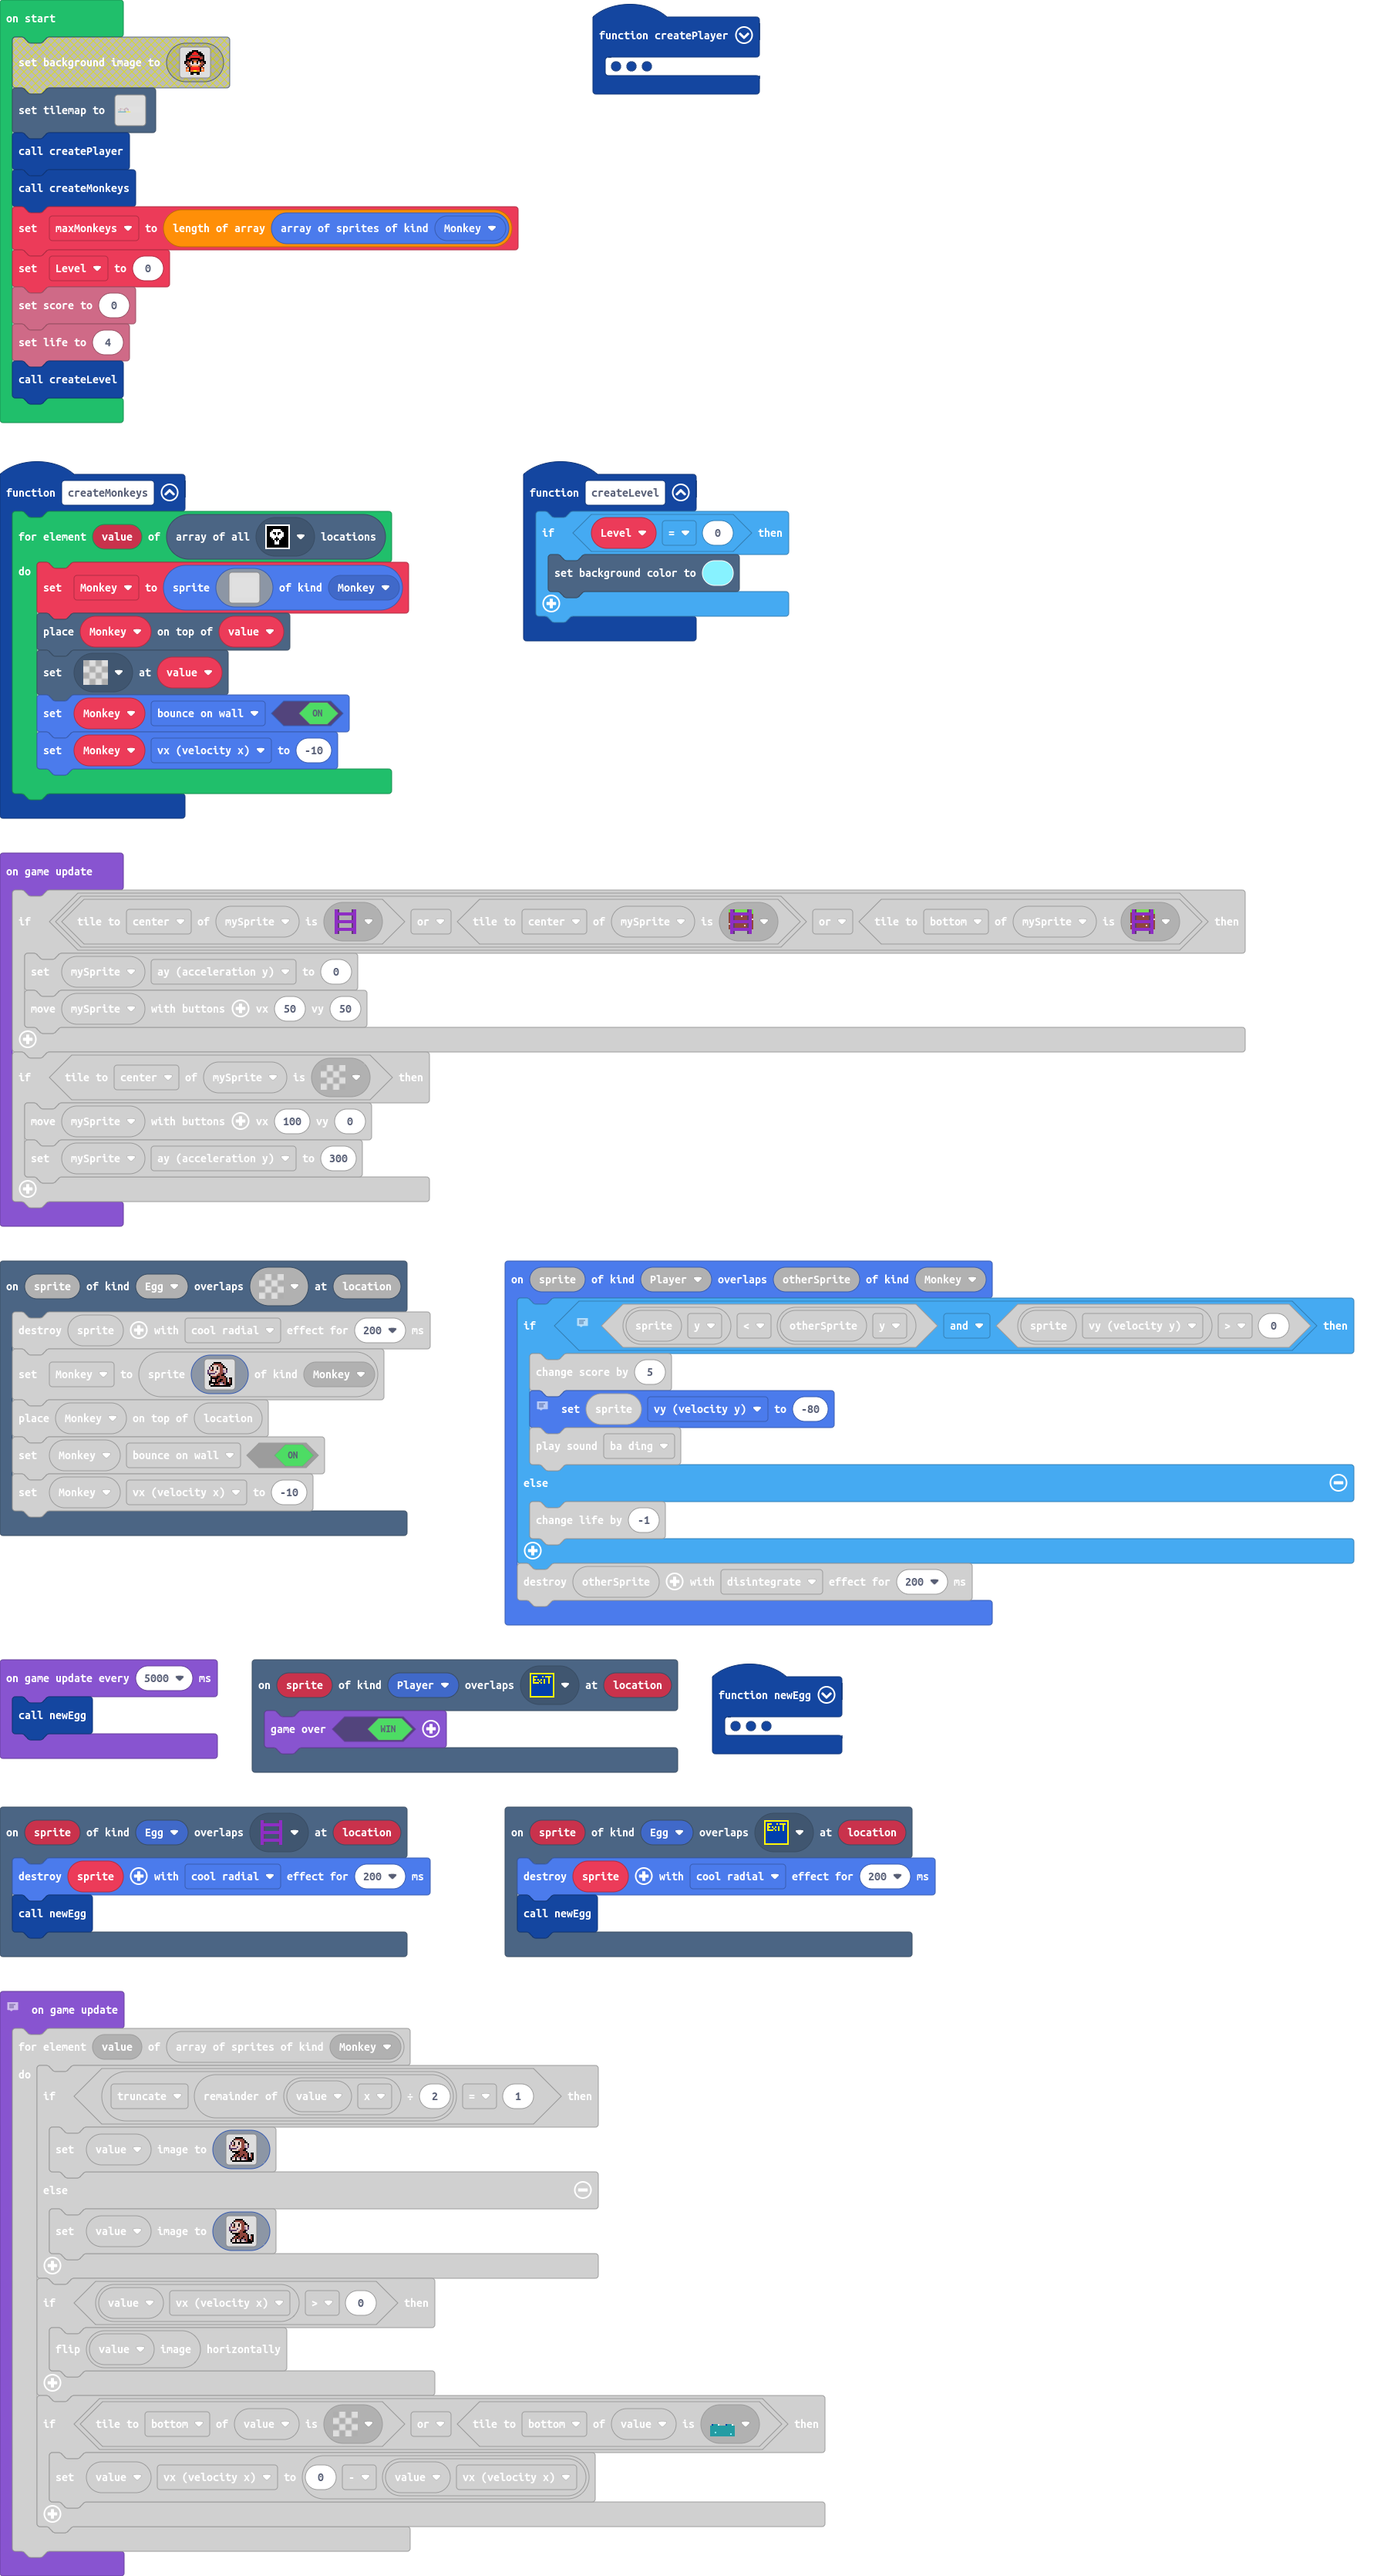 on start
set background image to
set tilemap to
call createPlayer
call createMonkeys
set maxMonkeys to length of array array of sprites of kind Monkey
set Level to 0
set score to 0
set life to 4
call createLevel
function createPlayer
function createMonkeys
for element value of array of all locations
do
set Monkey to sprite of kind Monkey
place Monkey on top of value
set at value
set Monkey bounce on wall ON
set Monkey vx (velocity x) to -10
function createLevel
if Level = 0 then
set background color to
on game update
if tile to center of mySprite is or tile to center of mySprite is or tile to bottom of mySprite is then
set mySprite ay (acceleration y) to 0
move mySprite with buttons vx 50 vy 50
if tile to center of mySprite is then
move mySprite with buttons vx 100 vy 0
set mySprite ay (acceleration y) to 300
on sprite of kind Egg overlaps at location
destroy sprite with cool radial effect for 200 ms
set Monkey to sprite of kind Monkey
place Monkey on top of location
set Monkey bounce on wall ON
set Monkey vx (velocity x) to -10
on sprite of kind Player overlaps otherSprite of kind Monkey
if sprite y < otherSprite y and sprite vy (velocity y) > 0 then
change score by 5
set sprite vy (velocity y) to -80
play sound ba ding
else
change life by -1
destroy otherSprite with disintegrate effect for 200 ms
on game update every 5000 ms
call newEgg
on sprite of kind Player overlaps EXiT at location
game over WIN
function newEgg
on sprite of kind Egg overlaps at location
destroy sprite with cool radial effect for 200 ms
call newEgg
on sprite of kind Egg overlaps EXiT at location
destroy sprite with cool radial effect for 200 ms
call newEgg
on game update
for element value of array of sprites of kind Monkey
do
if truncate remainder of value x ÷ 2 = 1 then
set value image to
else
set value image to
if value vx (velocity x) > 0 then
flip value image horizontally
if tile to bottom of value is or tile to bottom of value is then
set value vx (velocity x) to 0 - value vx (velocity x)